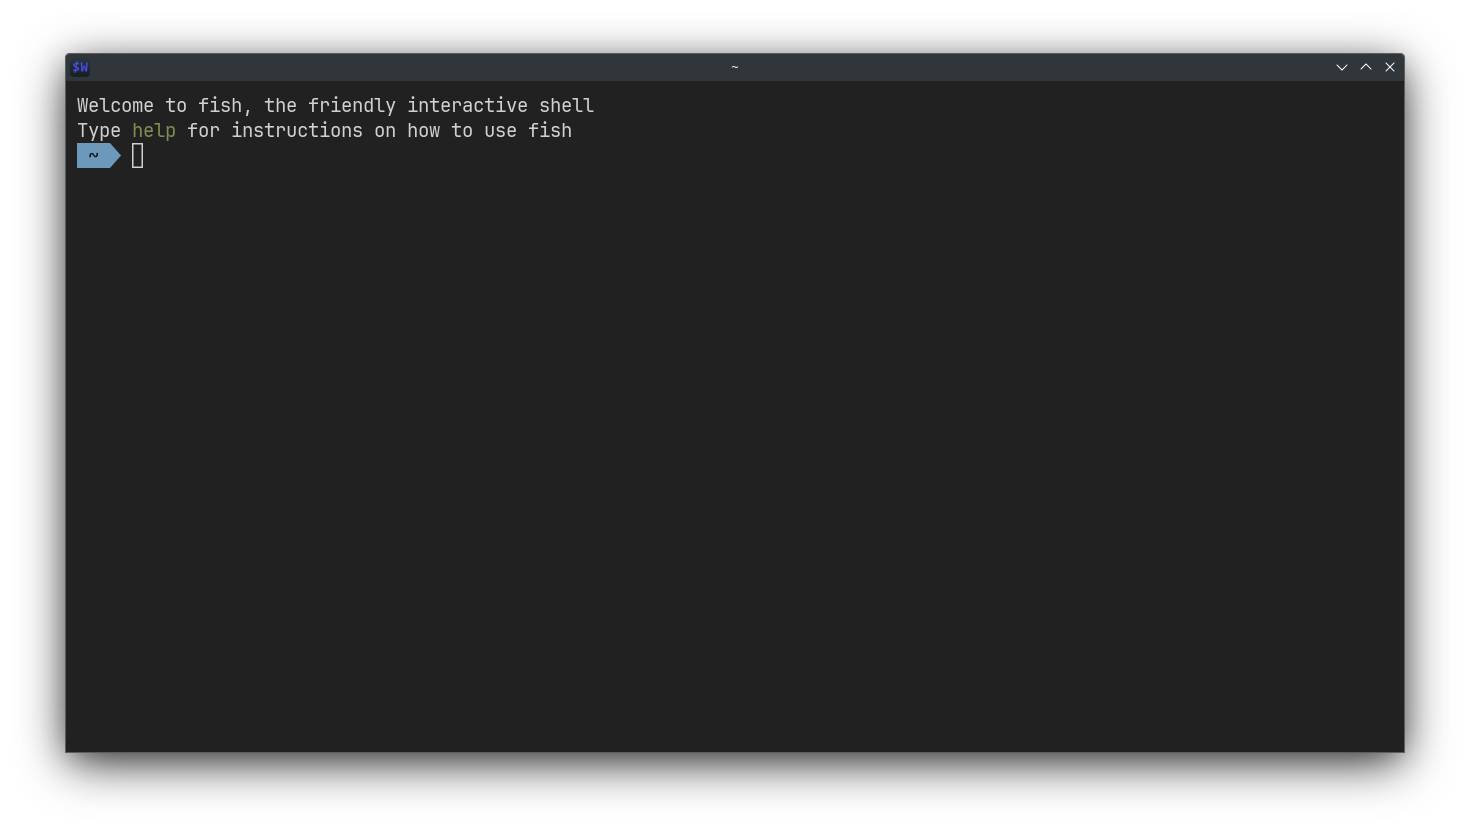 $W
~
Welcome to fish, the friendly interactive shell
Type help for instructions on how to use fish
~